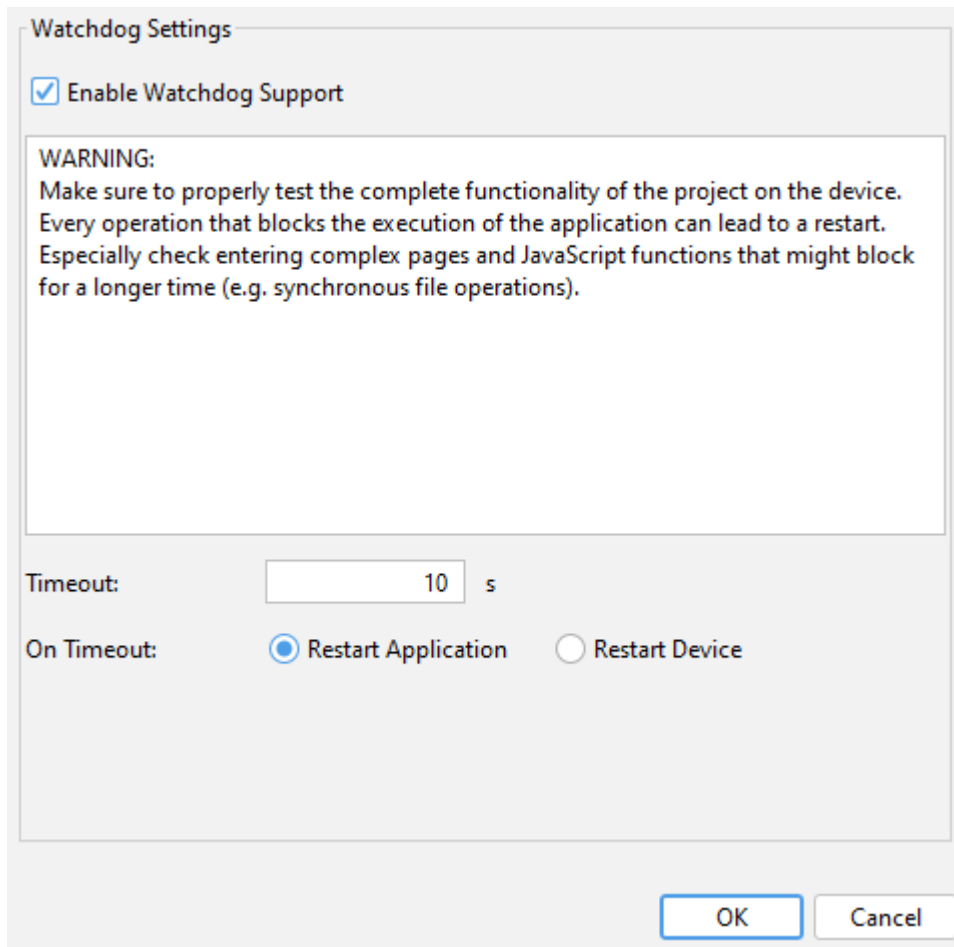 Watchdog Settings
Enable Watchdog Support
WARNING:
Make sure to properly test the complete functionality of the project on the device.
Every operation that blocks the execution of the application can lead to a restart.
Especially check entering complex pages and JavaScript functions that might block
for a longer time (e.g. synchronous file operations).
Timeout: 10 s
On Timeout: Restart Application Restart Device
OK Cancel